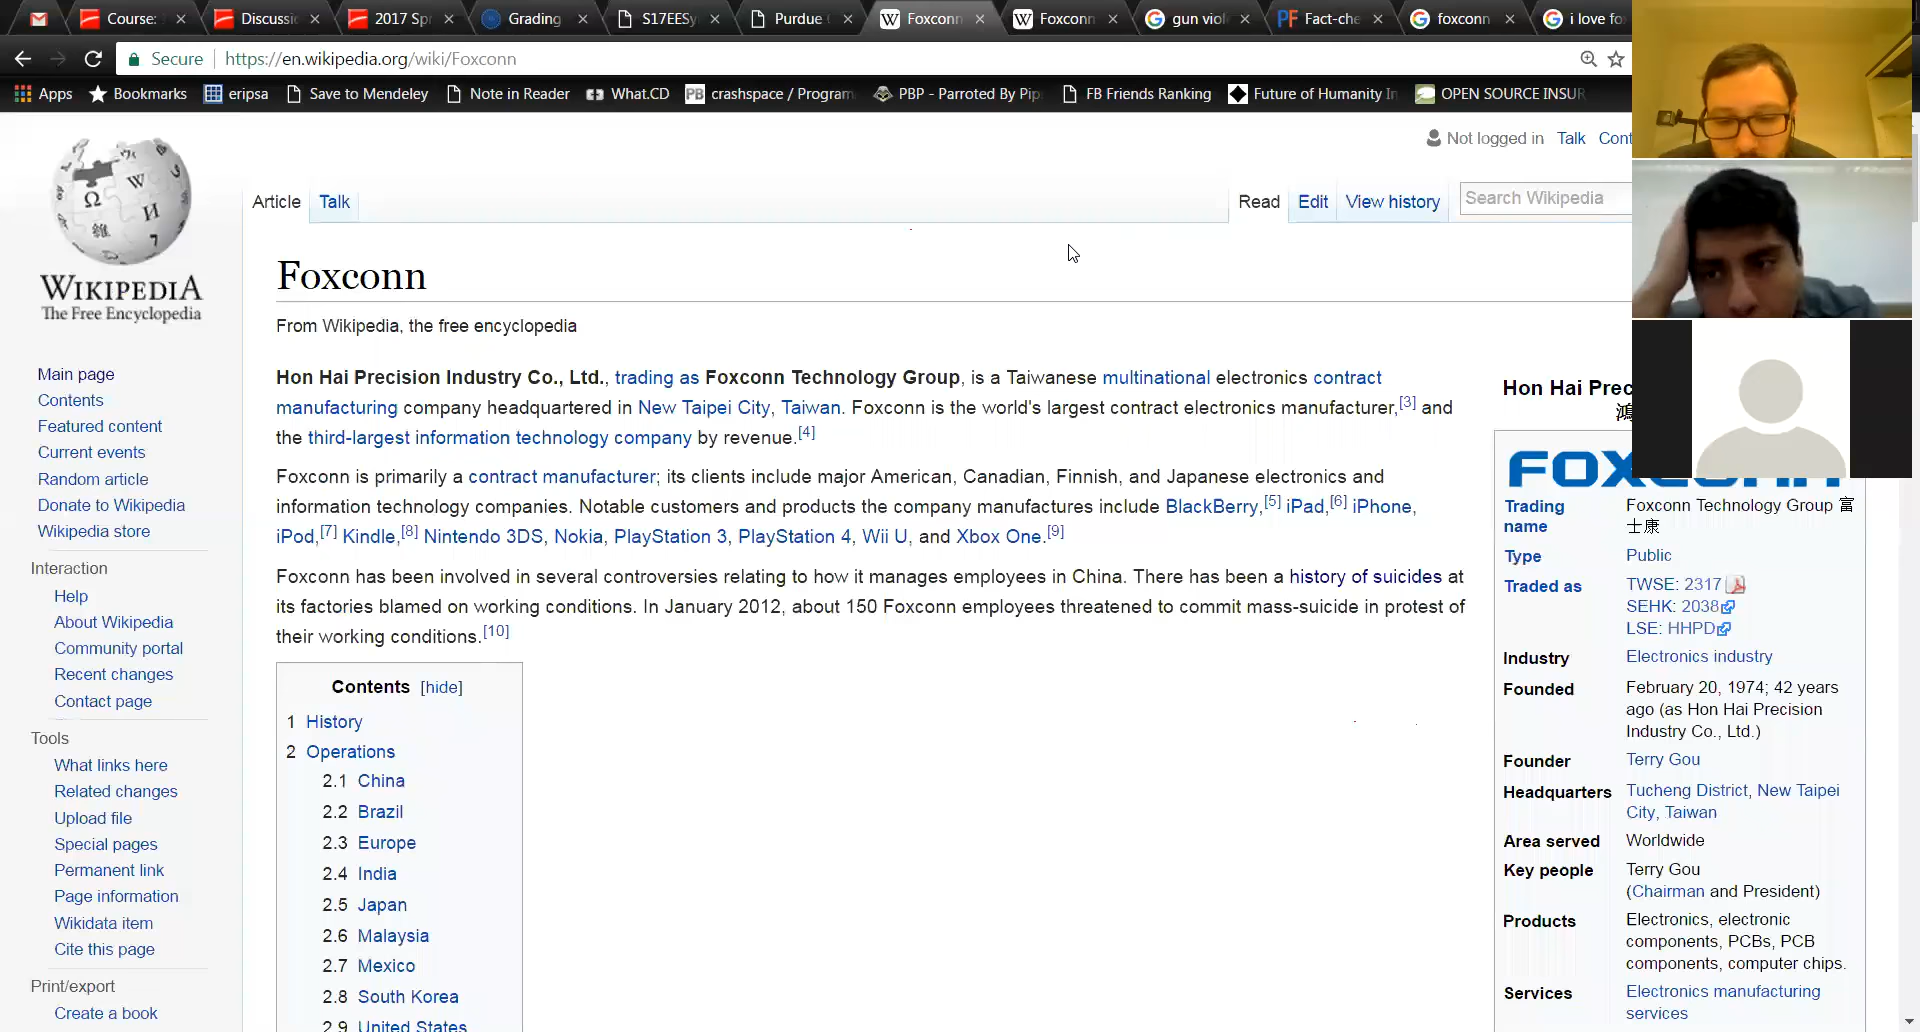 Course:
Discussi
2017 Sp
Grading
S17EESy
Purdue
Foxconn
Foxconn
gun viol
Fact-che
foxconn
i love fo
Secure
https://en.wikipedia.org/wiki/Foxconn
Apps
Bookmarks
eripsa
Save to Mendeley
Note in Reader
What.CD
PB crashspace / Program
PBP - Parroted By Pip
FB Friends Ranking
Future of Humanity In
OPEN SOURCE INSUR
Not logged in Talk Cont
Article Talk
Read Edit View history
Search Wikipedia
WIKIPEDIA
The Free Encyclopedia
Main page
Contents
Featured content
Current events
Random article
Donate to Wikipedia
Wikipedia store
Interaction
Help
About Wikipedia
Community portal
Recent changes
Contact page
Tools
What links here
Related changes
Upload file
Special pages
Permanent link
Page information
Wikidata item
Cite this page
Print/export
Create a book
Foxconn
From Wikipedia, the free encyclopedia
Hon Hai Precision Industry Co., Ltd., trading as Foxconn Technology Group, is a Taiwanese multinational electronics contract
manufacturing company headquartered in New Taipei City, Taiwan. Foxconn is the world's largest contract electronics manufacturer,[3] and
the third-largest information technology company by revenue.[4]
Foxconn is primarily a contract manufacturer; its clients include major American, Canadian, Finnish, and Japanese electronics and
information technology companies. Notable customers and products the company manufactures include BlackBerry,[5] iPad,[6] iPhone,
iPod,[7] Kindle,[8] Nintendo 3DS, Nokia, PlayStation 3, PlayStation 4, Wii U, and Xbox One.[9]
Foxconn has been involved in several controversies relating to how it manages employees in China. There has been a history of suicides at
its factories blamed on working conditions. In January 2012, about 150 Foxconn employees threatened to commit mass-suicide in protest of
their working conditions.[10]
Contents [hide]
1 History
2 Operations
2.1 China
2.2 Brazil
2.3 Europe
2.4 India
2.5 Japan
2.6 Malaysia
2.7 Mexico
2.8 South Korea
2.9 United States
Hon Hai Prec
鴻
FOXCONN
Trading name
Foxconn Technology Group 富
士康
Type Public
Traded as TWSE: 2317
SEHK: 2038
LSE: HHPD
Industry Electronics industry
Founded February 20, 1974; 42 years
ago (as Hon Hai Precision
Industry Co., Ltd.)
Founder Terry Gou
Headquarters Tucheng District, New Taipei
City, Taiwan
Area served Worldwide
Key people Terry Gou
(Chairman and President)
Products Electronics, electronic
components, PCBs, PCB
components, computer chips.
Services Electronics manufacturing
services